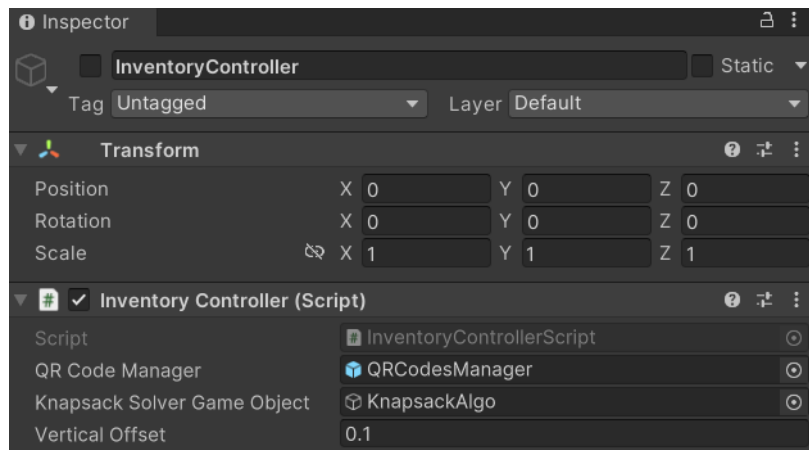 Inspector
InventoryController Static
Tag Untagged Layer Default
Transform
Position X 0 Y 0 Z 0
Rotation X 0 Y 0 Z 0
Scale X 1 Y 1 Z 1
# Inventory Controller (Script)
Script # InventoryControllerScript
QR Code Manager QRCodesManager
Knapsack Solver Game Object KnapsackAlgo
Vertical Offset 0.1